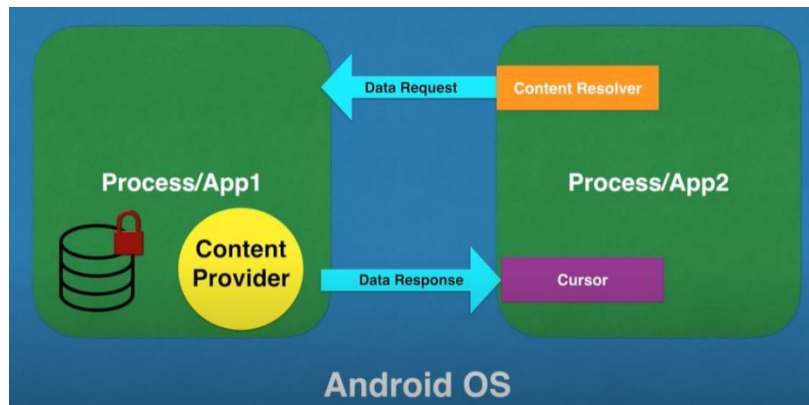 Data Request
Content Resolver
Process/App1
Process/App2
Content
Provider
Data Response
Cursor
Android OS